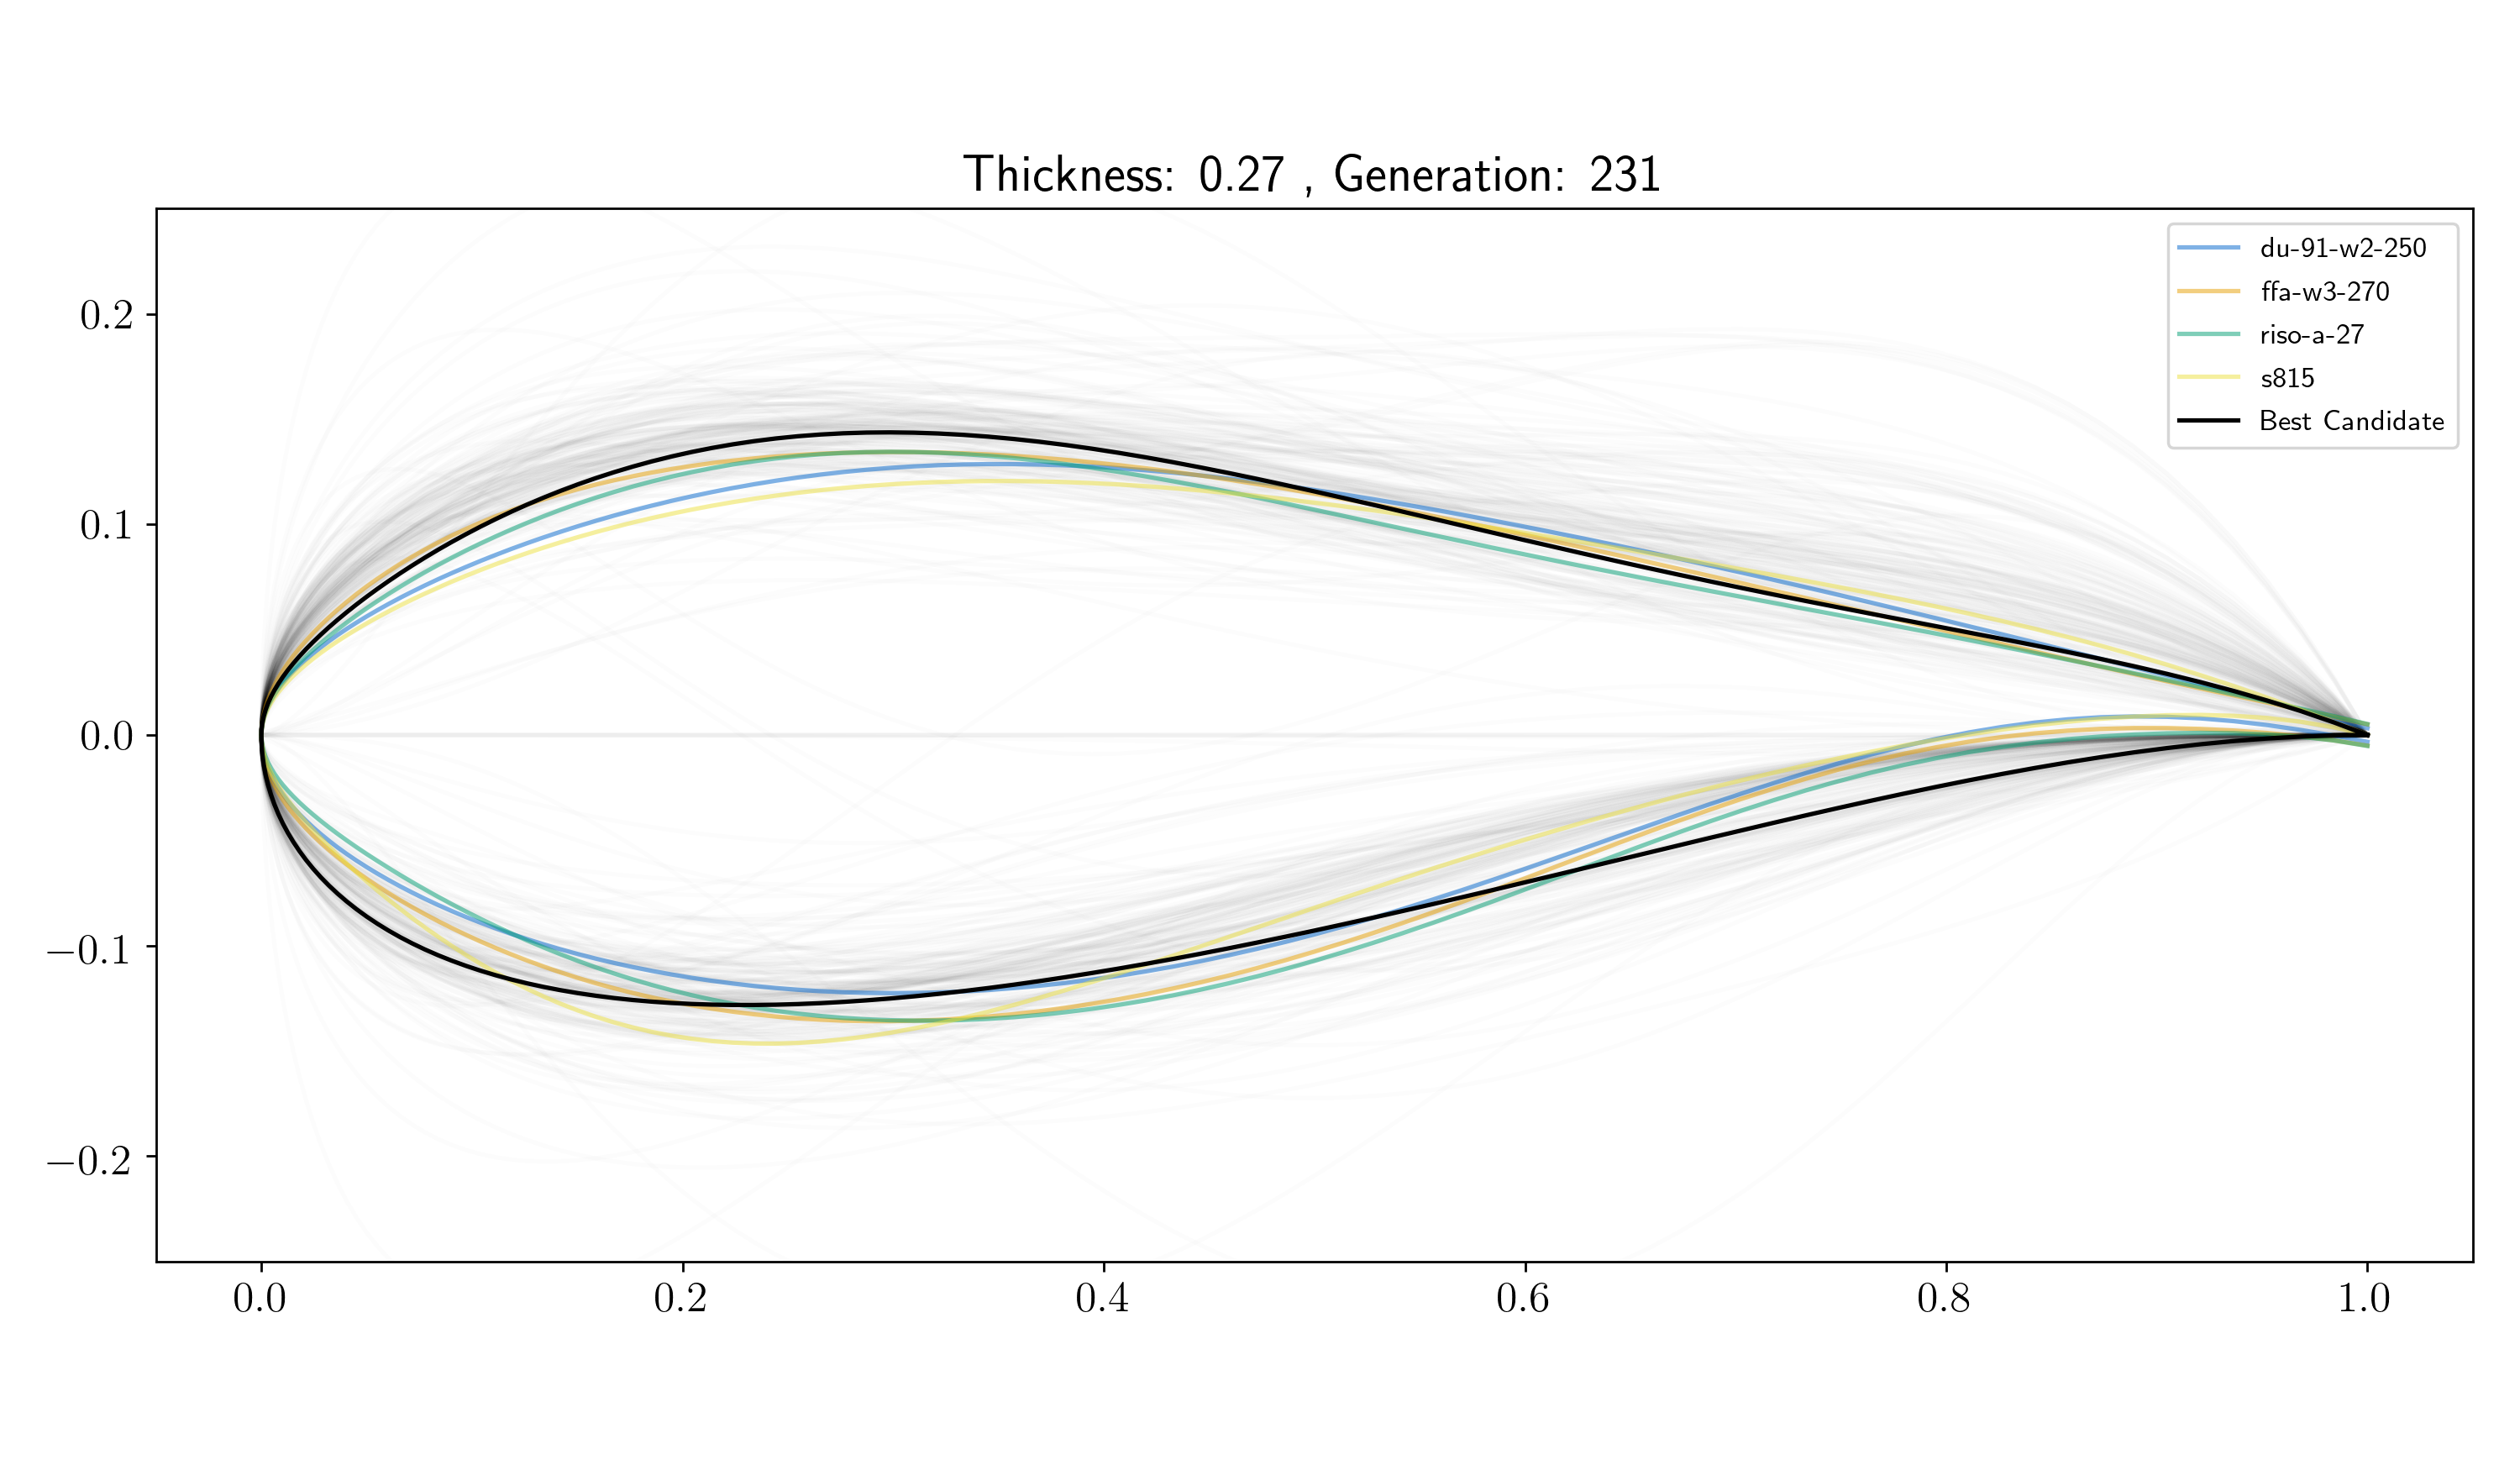 Thickness: 0.27 , Generation: 231
du-91-w2-250
ffa-w3-270
riso-a-27
s815
Best Candidate
0.2
0.1
0.0
−0.1
−0.2
0.0 0.2 0.4 0.6 0.8 1.0